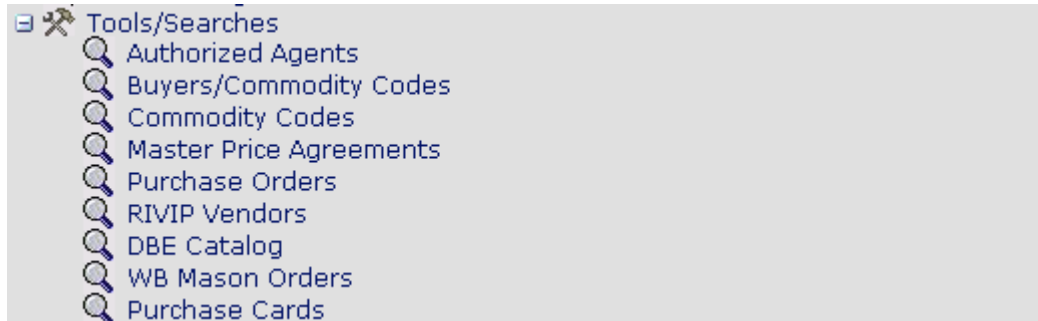 Tools/Searches
Authorized Agents
Buyers/Commodity Codes
Commodity Codes
Master Price Agreements
Purchase Orders
RIVIP Vendors
DBE Catalog
WB Mason Orders
Purchase Cards